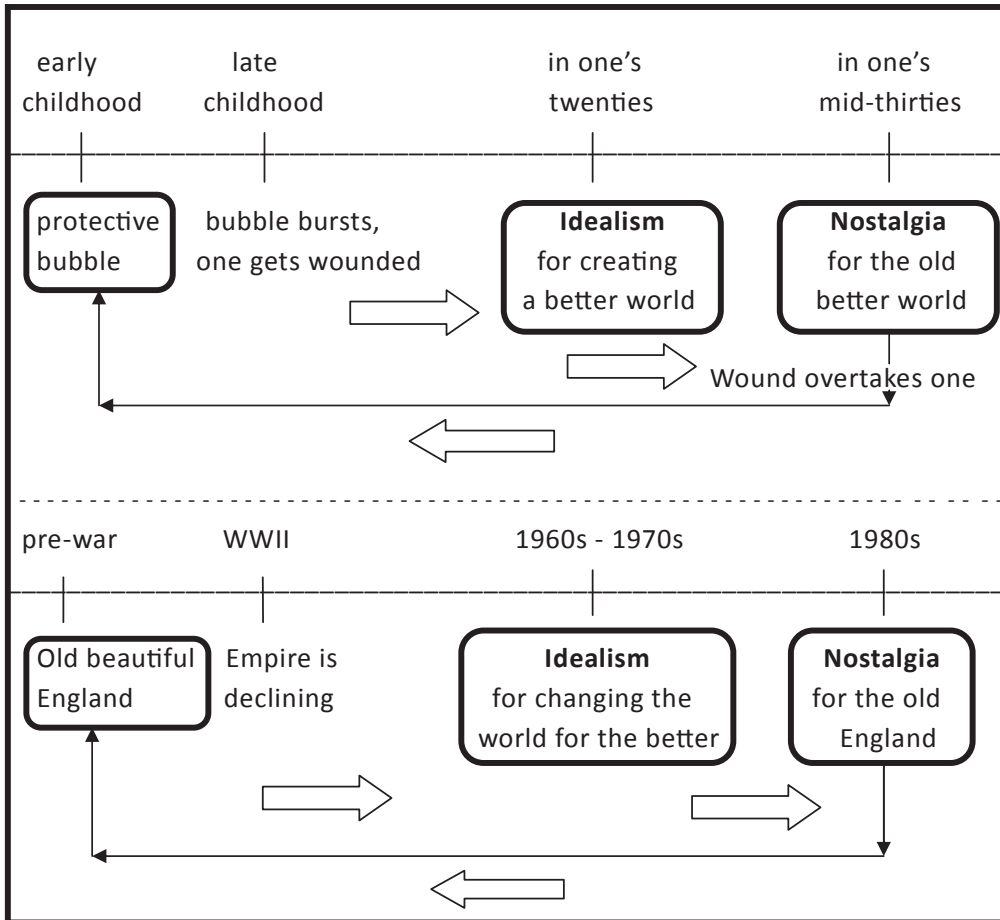 early
childhood
late
childhood
in one’s
twenties
in one’s
mid-thirties
protective
bubble
bubble bursts,
one gets wounded
Idealism
for creating
a better world
Nostalgia
for the old
better world
Wound overtakes one
pre-war
WWII
1960s - 1970s
1980s
Old beautiful
England
Empire is
declining
Idealism
for changing the
world for the better
Nostalgia
for the old
England